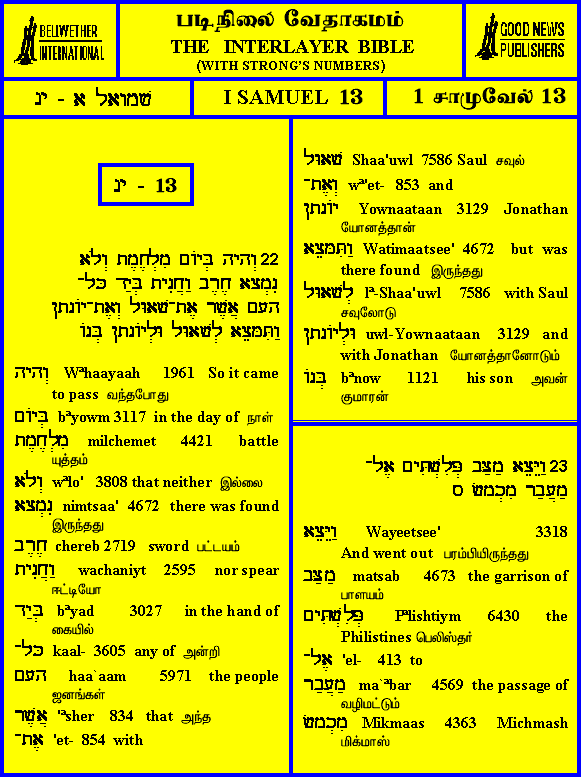 BELLWETHER
INTERNATIONAL
படிநிலை வேதாகமம்
THE INTERLAYER BIBLE
(WITH STRONG'S NUMBERS)
GOOD NEWS
PUBLISHERS
שמואל א - יג
I SAMUEL 13
1 சாமுவேல் 13
יג - 13
22 וְהָיָה בְּיוֹם מִלְחֶמֶת וְלֹא
נִמְצָא חֶרֶב וַחֲנִית בְּיַד כָּל־
הָעָם אֲשֶׁר אֶת־שָׁאוּל וְאֶת־יוֹנָתָן
וַתִּמָּצֵא לְשָׁאוּל וּלְיוֹנָתָן בְּנוֹ
וְהָיָה Wᵊhaayaah 1961 So it came
to pass வந்தபோது
בְּיוֹם bᵊyowm 3117 in the day of நாள்
מִלְחֶמֶת milchemet 4421 battle
யுத்தம்
וְלֹא wᵊlo' 3808 that neither இல்லை
נִמְצָא nimtsaa' 4672 there was found
இருந்தது
חֶרֶב chereb 2719 sword பட்டயம்
וַחֲנִית wachaniyt 2595 nor spear
ஈட்டியோ
בְּיַד bᵊyad 3027 in the hand of
கையில்
כָּל־ kaal- 3605 any of அன்றி
הָעָם haa`aam 5971 the people
ஜனங்கள்
אֲשֶׁר 'ᵃsher 834 that அந்த
אֶת־ 'et- 854 with
שָׁאוּל Shaa'uwl 7586 Saul சவுல்
וְאֶת־ wᵊ'et- 853 and
יוֹנָתָן Yownaataan 3129 Jonathan
யோனத்தான்
וַתִּמָּצֵא Watimaatsee' 4672 but was
there found இருந்தது
לְשָׁאוּל lᵊ-Shaa'uwl 7586 with Saul
சவுலோடு
וּלְיוֹנָתָן uwl-Yownaataan 3129 and
with Jonathan யோனத்தானோடும்
בְּנוֹ bᵊnow 1121 his son அவன்
குமாரன்
23 וַיֵּצֵא מַצַּב פְּלִשְׁתִּים אֶל־
מַעֲבַר מִכְמָשׂ ס
וַיֵּצֵא Wayeetsee' 3318
And went out பரம்பியிருந்தது
מַצַּב matsab 4673 the garrison of
பாளயம்
פְּלִשְׁתִּים Pᵊlishtiym 6430 the
Philistines பெலிஸ்தர்
אֶל־ 'el- 413 to
מַעֲבַר ma`ᵃbar 4569 the passage of
வழிமட்டும்
מִכְמָשׂ Mikmaas 4363 Michmash
மிக்மாஸ்